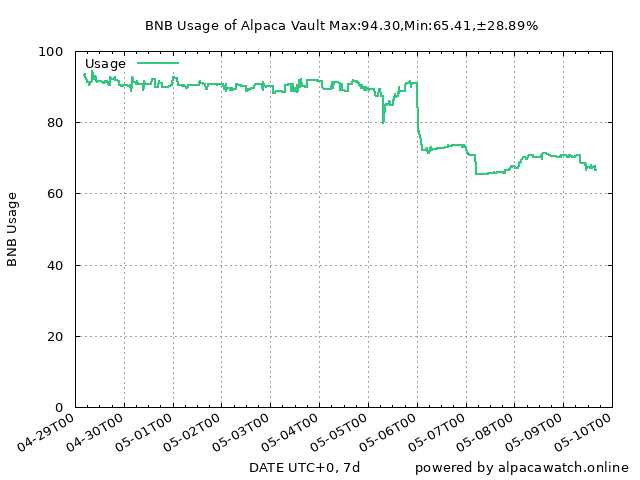 BNB Usage of Alpaca Vault Max:94.30,Min:65.41,±28.89%
Usage
100
80
60
40
20
0
BNB Usage
04-29T00
04-30T00
05-01T00
05-02T00
05-03T00
05-04T00
05-05T00
05-06T00
05-07T00
05-08T00
05-09T00
05-10T00
DATE UTC+0, 7d
powered by alpacawatch.online